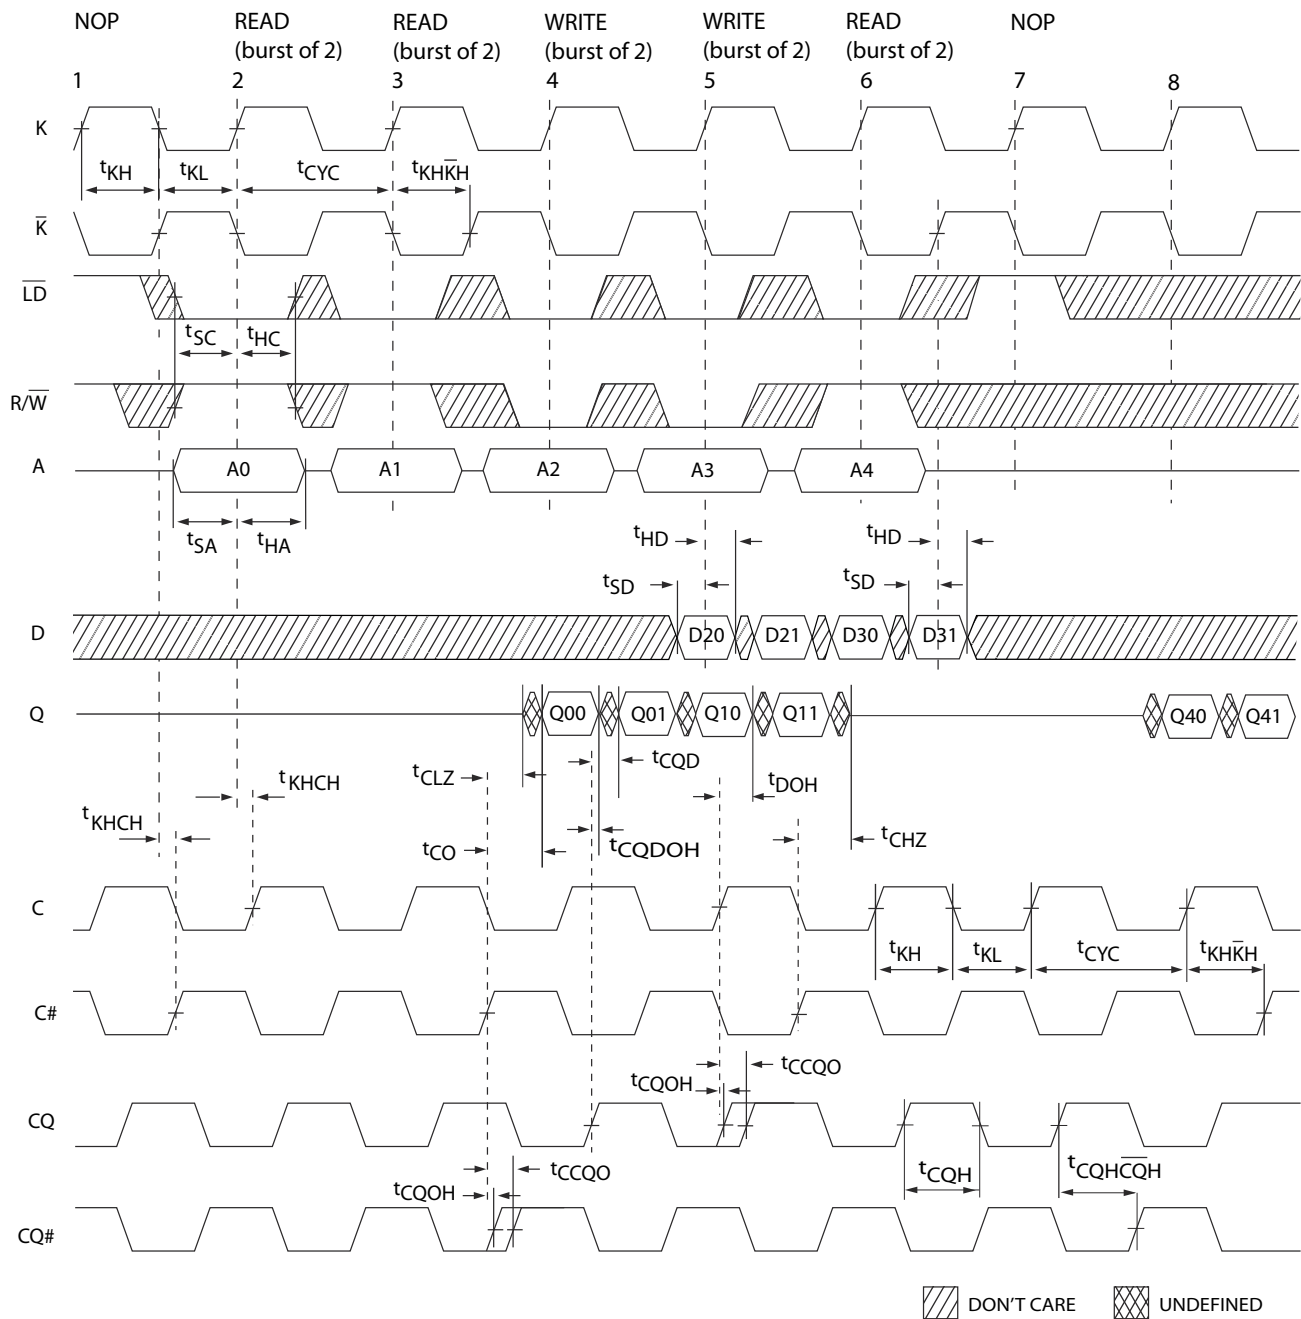 NOP READ READ WRITE WRITE READ NOP
(burst of 2) (burst of 2) (burst of 2) (burst of 2) (burst of 2)
1 2 3 4 5 6 7 8
K
tKH tKL tCYC tKHK̅H
K̅
L̅D̅
tSC tHC
R/W̅
A A0 A1 A2 A3 A4
tSA tHA
tHD tHD
tSD tSD
D D20 D21 D30 D31
Q Q00 Q01 Q10 Q11 Q40 Q41
tCLZ tCQD tDOH
tKHCH
tKHCH
tCO tCQDOH tCHZ
C
tKH tKL tCYC tKHK̅H
C#
tCQOH tCCQO
CQ
tCQH tCQHC̅Q̅H
tCQOH tCCQO
CQ#
DON'T CARE UNDEFINED